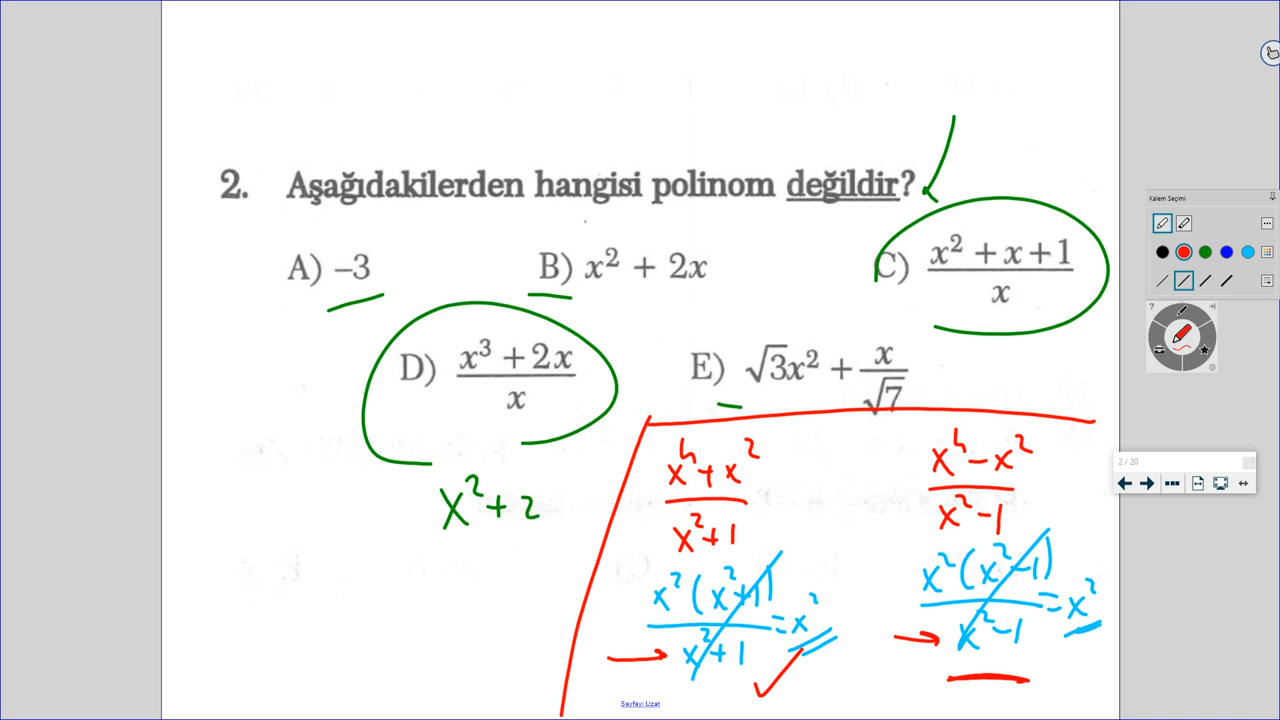 2. Aşağıdakilerden hangisi polinom değildir?
A) –3 B) x² + 2x C) (x² + x + 1)/x
D) (x³ + 2x)/x E) √3x² + x/√7
x² + 2
(x⁴ + x²)/(x² + 1) (x⁴ – x²)/(x² – 1)
x²(x² + 1)/(x² + 1) = x² x²(x² – 1)/(x² – 1) = x²
Sayfayı Uzat
Kalem Seçimi
2 / 20